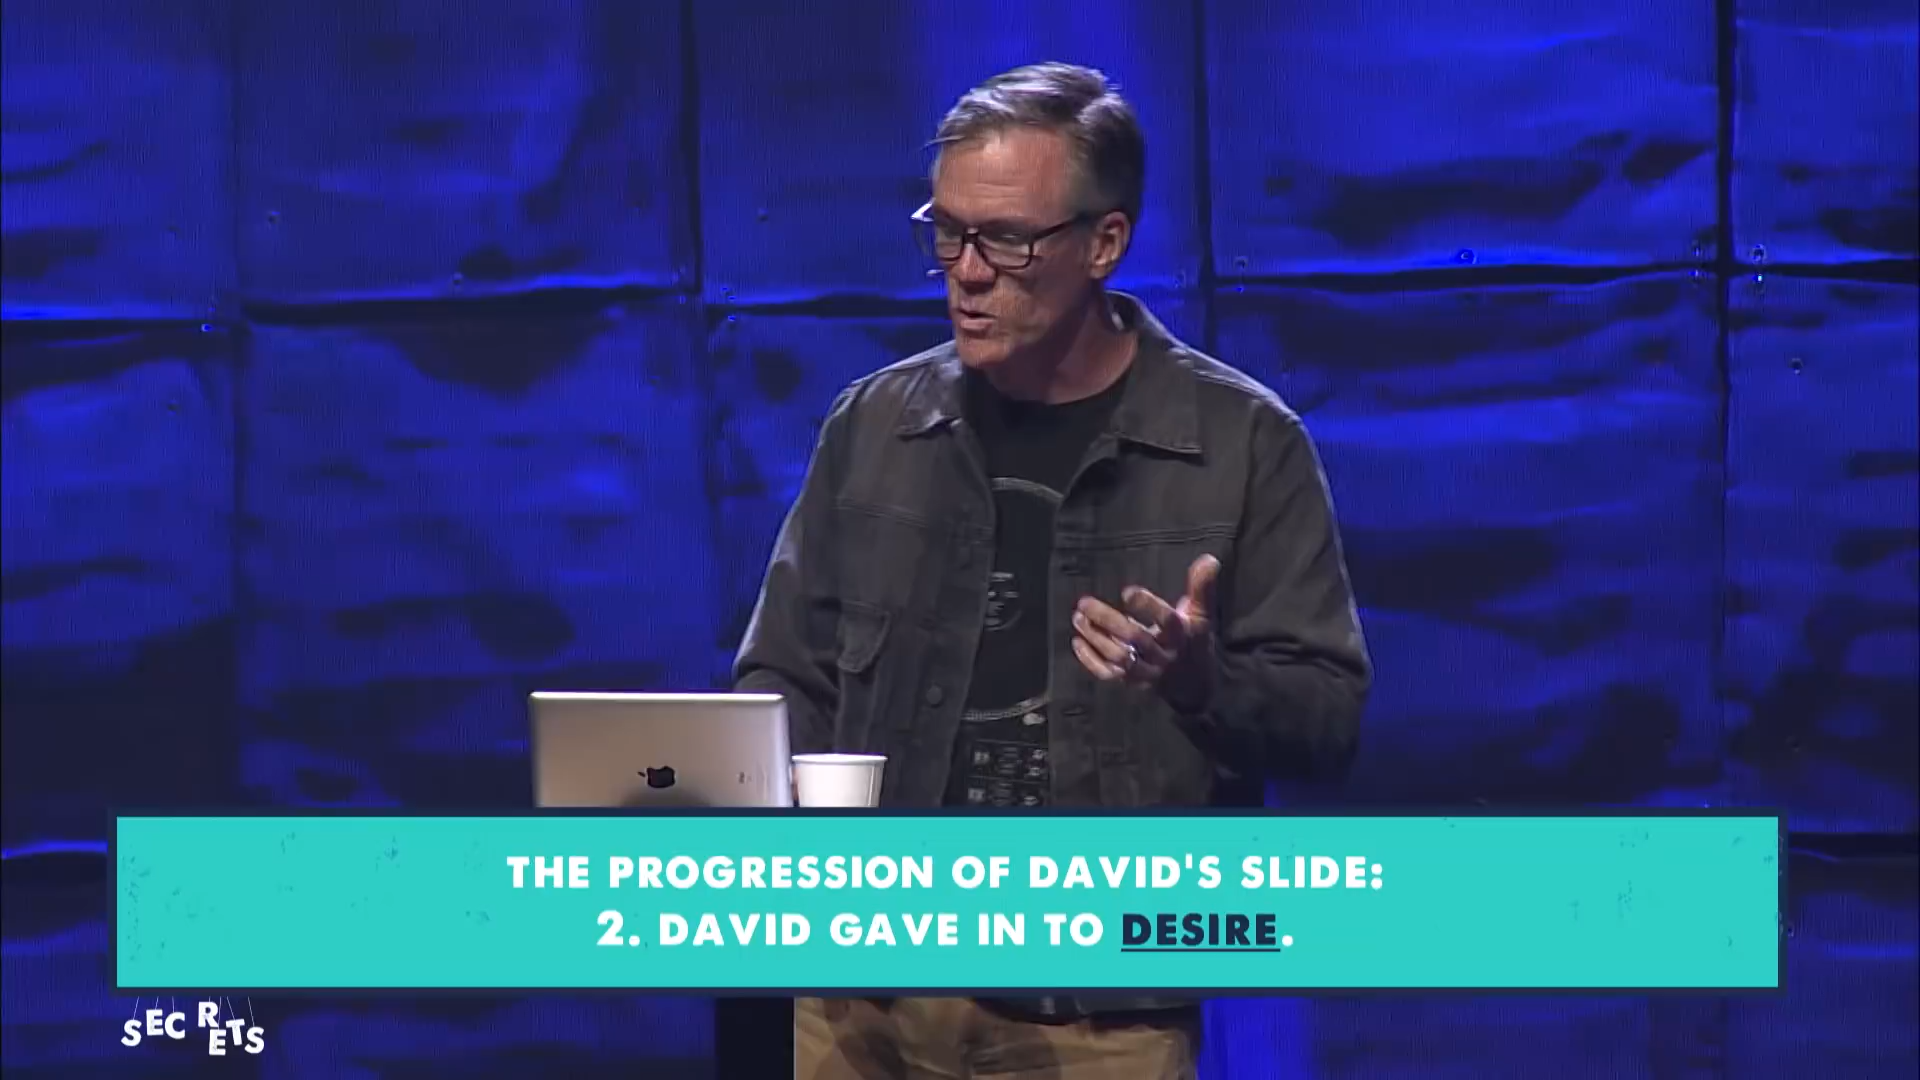 THE PROGRESSION OF DAVID'S SLIDE:
2. DAVID GAVE IN TO DESIRE.
SECRETS